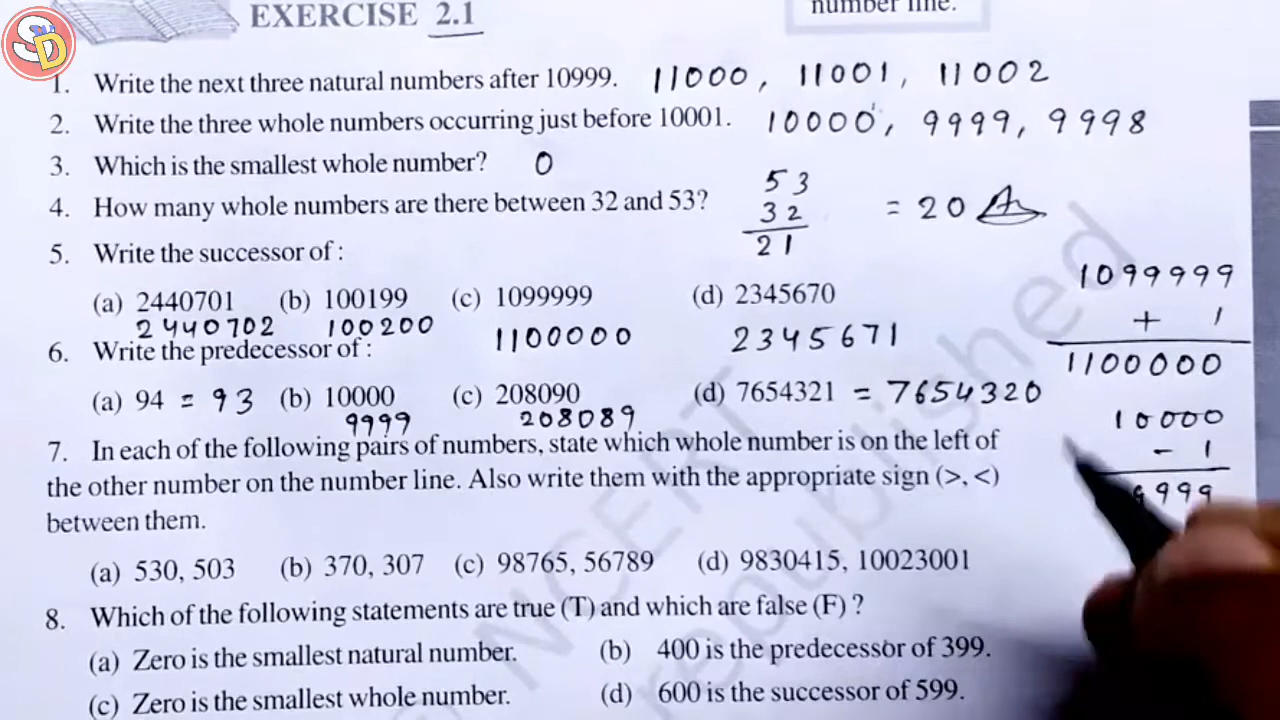 SD
EXERCISE 2.1
number line.
1. Write the next three natural numbers after 10999. 11000, 11001, 11002
2. Write the three whole numbers occurring just before 10001. 10000, 9999, 9998
3. Which is the smallest whole number? 0
4. How many whole numbers are there between 32 and 53? 53
32
21
= 20
5. Write the successor of :
(a) 2440701 (b) 100199 (c) 1099999 (d) 2345670
2440702 100200 1100000 2345671
1099999
+ 1
1100000
6. Write the predecessor of :
(a) 94 = 93 (b) 10000 (c) 208090 (d) 7654321 = 7654320
9999 208089
10000
- 1
9999
7. In each of the following pairs of numbers, state which whole number is on the left of
the other number on the number line. Also write them with the appropriate sign (>, <)
between them.
(a) 530, 503 (b) 370, 307 (c) 98765, 56789 (d) 9830415, 10023001
8. Which of the following statements are true (T) and which are false (F) ?
(a) Zero is the smallest natural number. (b) 400 is the predecessor of 399.
(c) Zero is the smallest whole number. (d) 600 is the successor of 599.
NCERT
republished